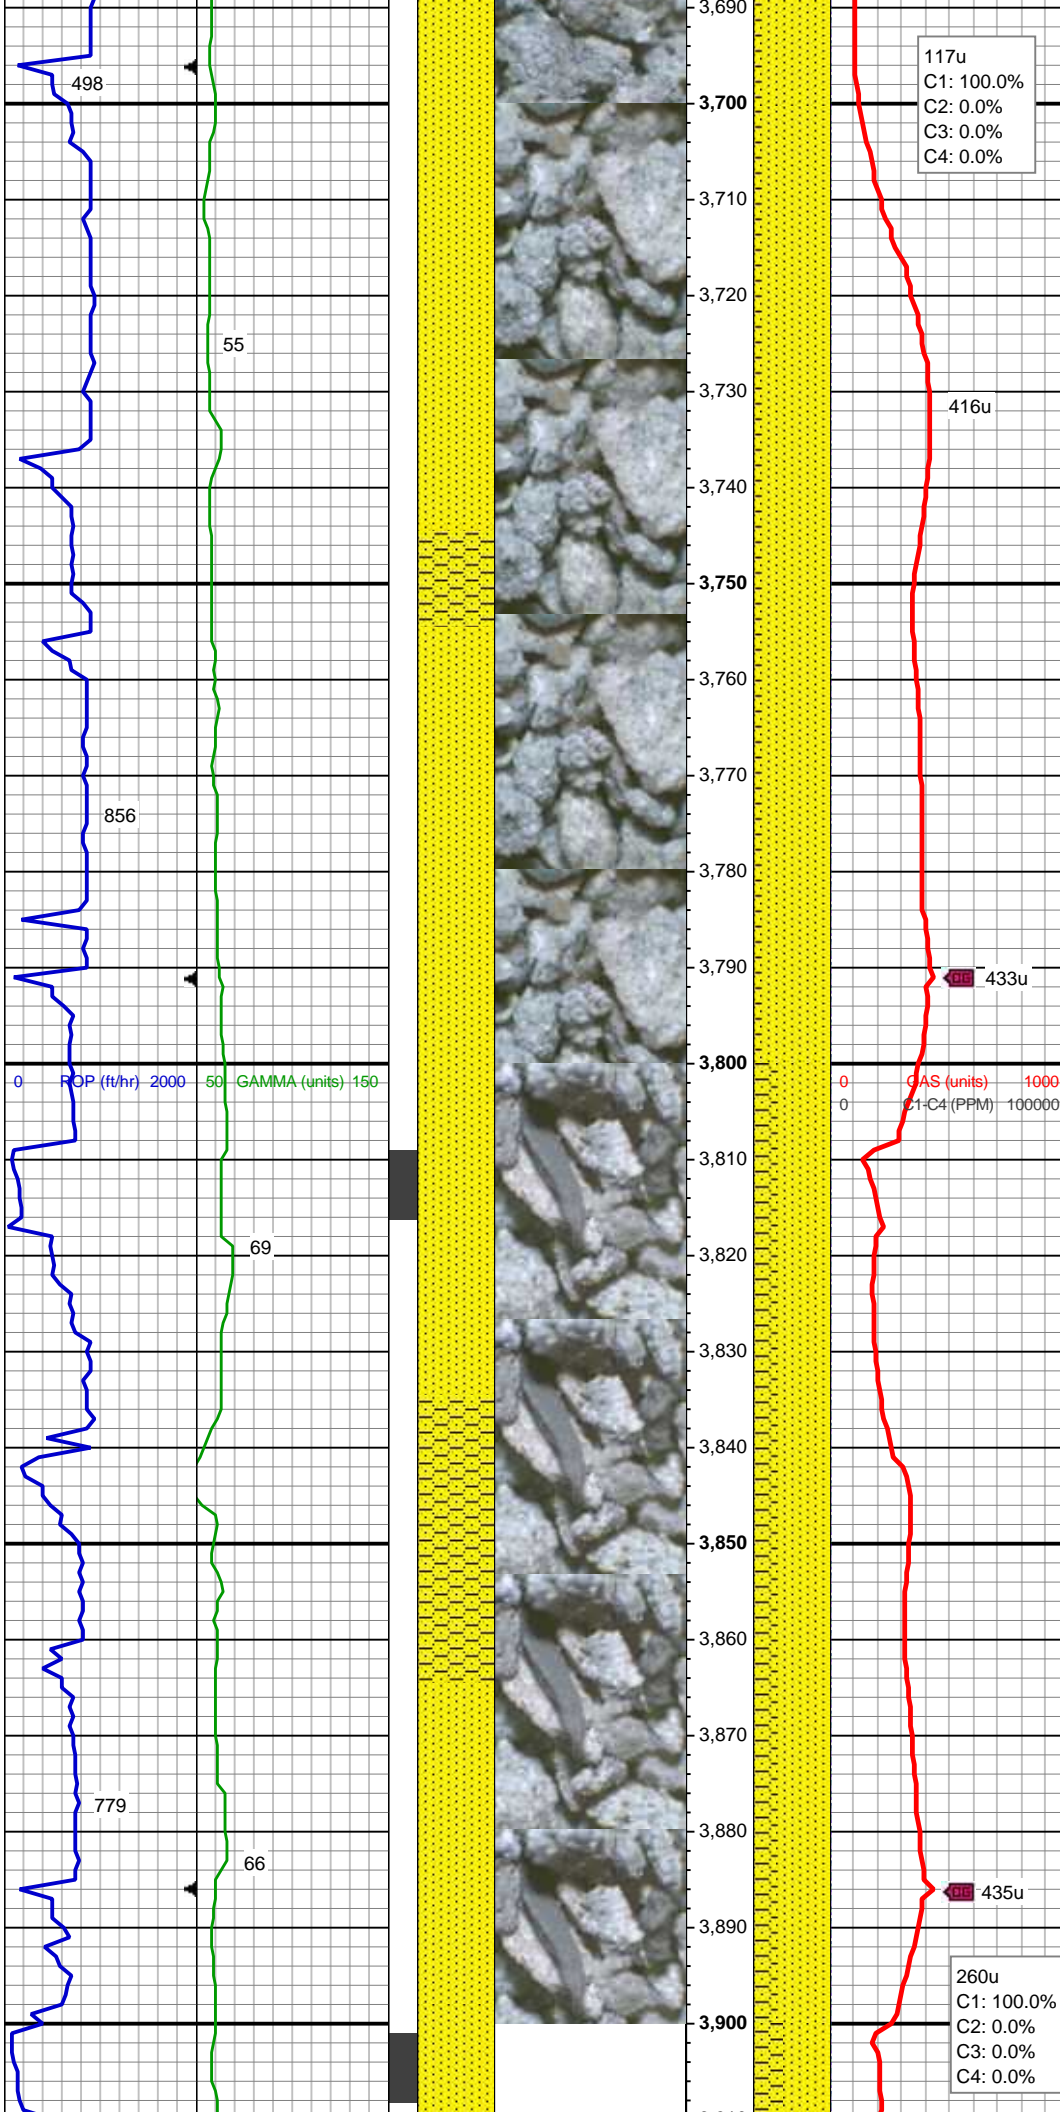 3,690
117u
C1: 100.0%
C2: 0.0%
C3: 0.0%
C4: 0.0%
498
3,700
3,710
3,720
55
3,730
416u
3,740
3,750
3,760
3,770
856
3,780
3,790
CG 433u
3,800
0 ROP (ft/hr) 2000 50 GAMMA (units) 150
0 GAS (units) 1000
0 C1-C4 (PPM) 100000
3,810
69
3,820
3,830
3,840
3,850
3,860
3,870
779
3,880
66
CG 435u
3,890
260u
C1: 100.0%
C2: 0.0%
C3: 0.0%
C4: 0.0%
3,900